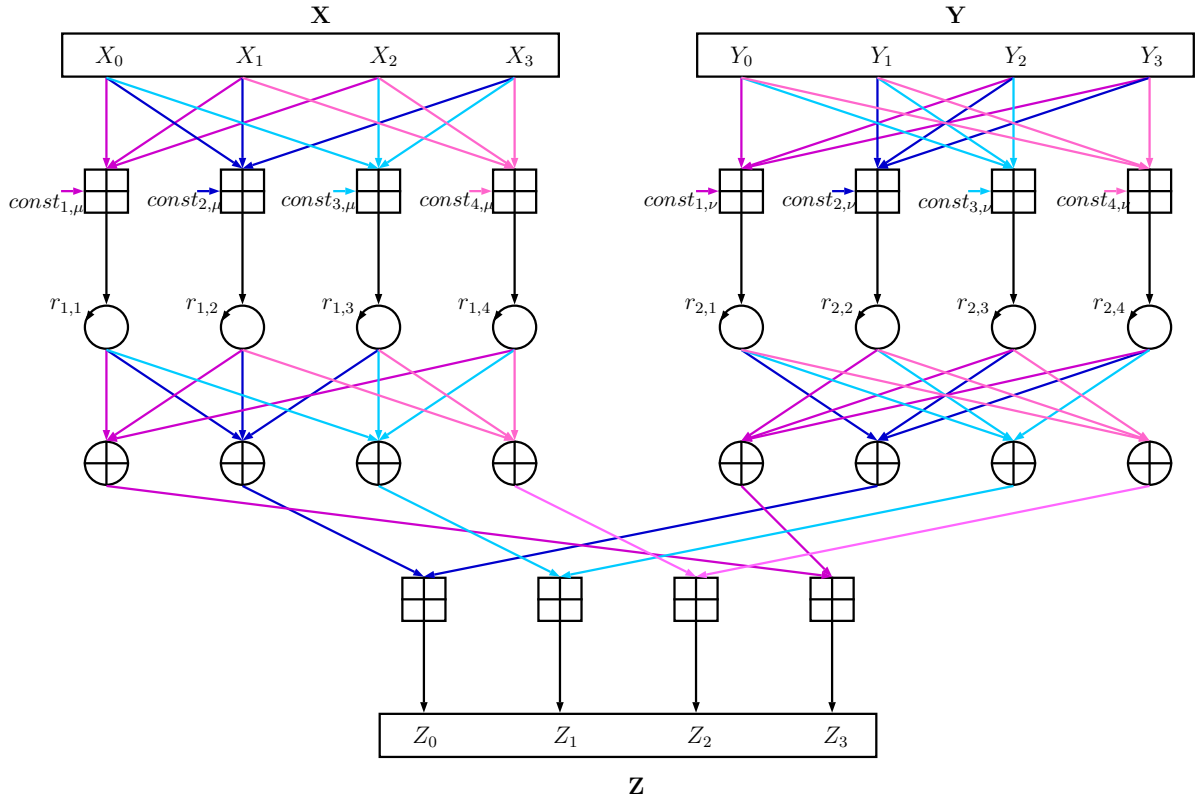 X Y
X₀ X₁ X₂ X₃ Y₀ Y₁ Y₂ Y₃
const₁,μ const₂,μ const₃,μ const₄,μ const₁,ν const₂,ν const₃,ν const₄,ν
r₁,₁ r₁,₂ r₁,₃ r₁,₄ r₂,₁ r₂,₂ r₂,₃ r₂,₄
Z₀ Z₁ Z₂ Z₃
Z